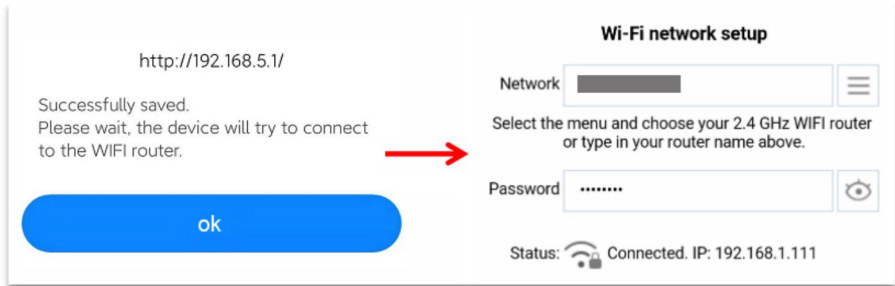 http://192.168.5.1/
Successfully saved.
Please wait, the device will try to connect
to the WIFI router.
ok
Wi-Fi network setup
Network
Select the menu and choose your 2.4 GHz WIFI router
or type in your router name above.
Password ········
Status: Connected. IP: 192.168.1.111